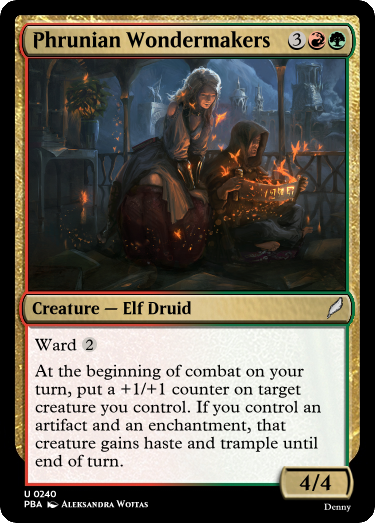 Phrunian Wondermakers 3
Creature — Elf Druid
Ward 2
At the beginning of combat on your
turn, put a +1/+1 counter on target
creature you control. If you control an
artifact and an enchantment, that
creature gains haste and trample until
end of turn.
4/4
U 0240
PBA Aleksandra Wojtas
Denny